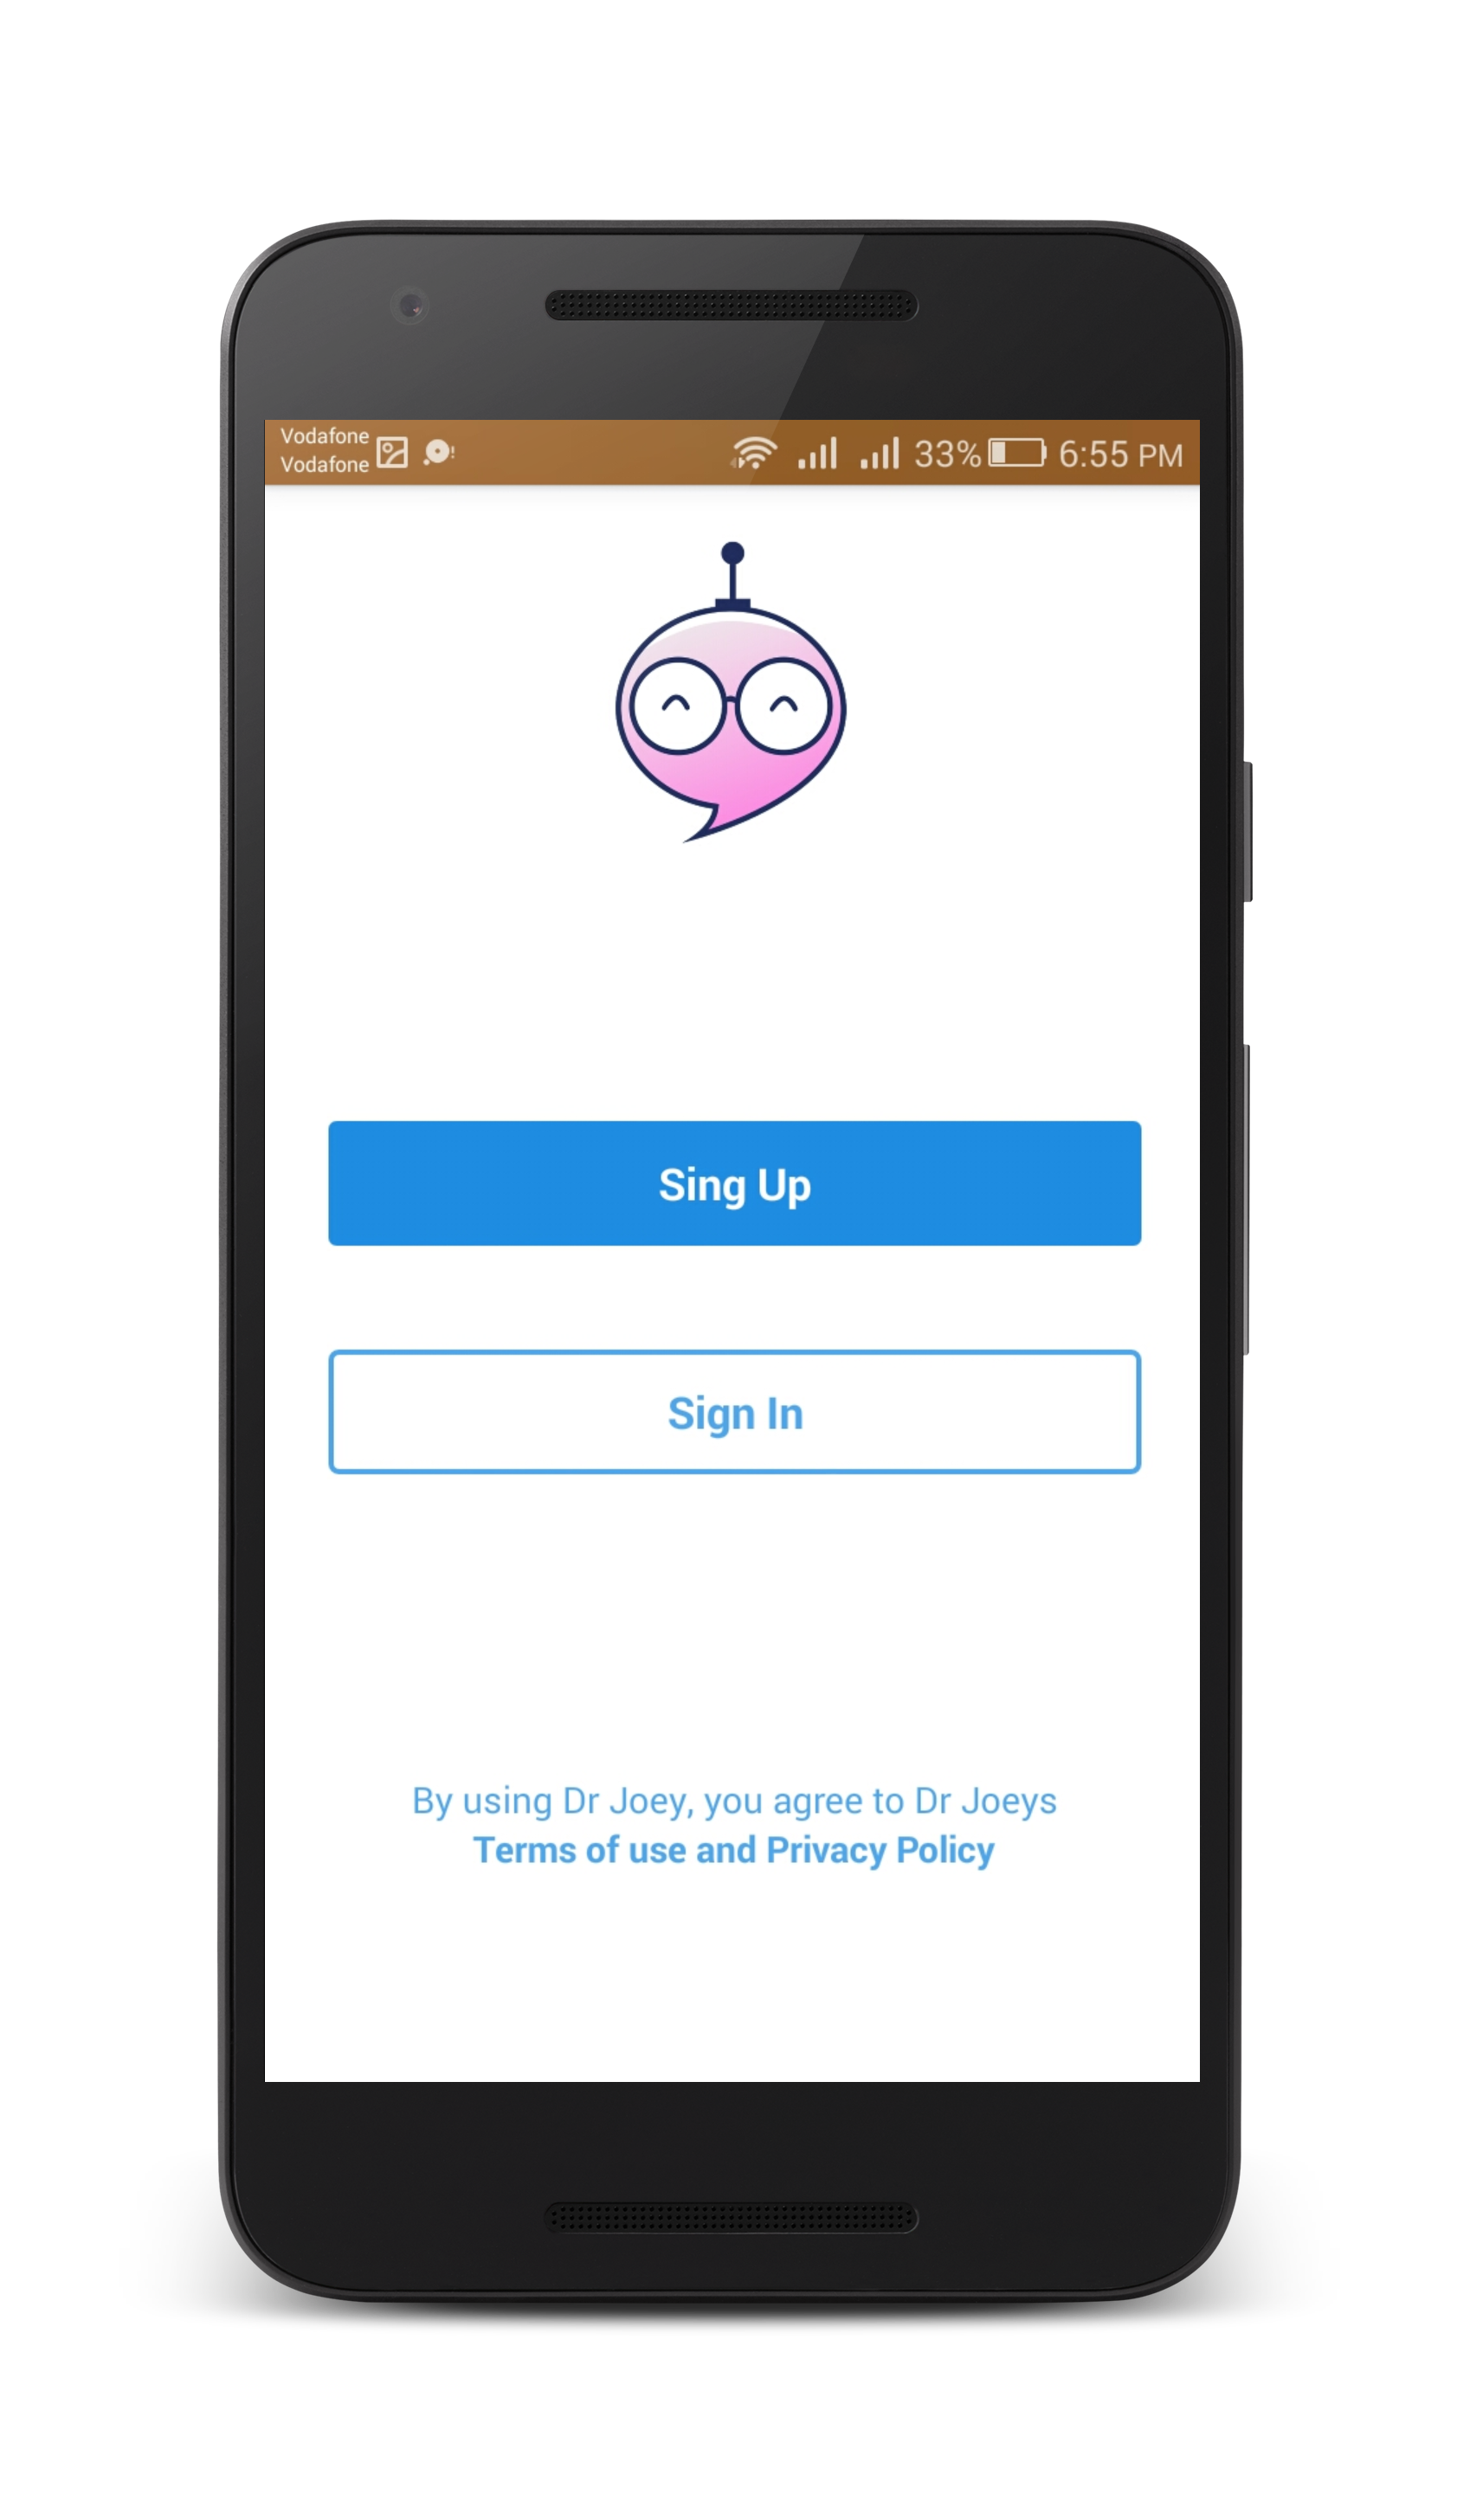 Vodafone
Vodafone
33% 6:55 PM
Sing Up
Sign In
By using Dr Joey, you agree to Dr Joeys
Terms of use and Privacy Policy